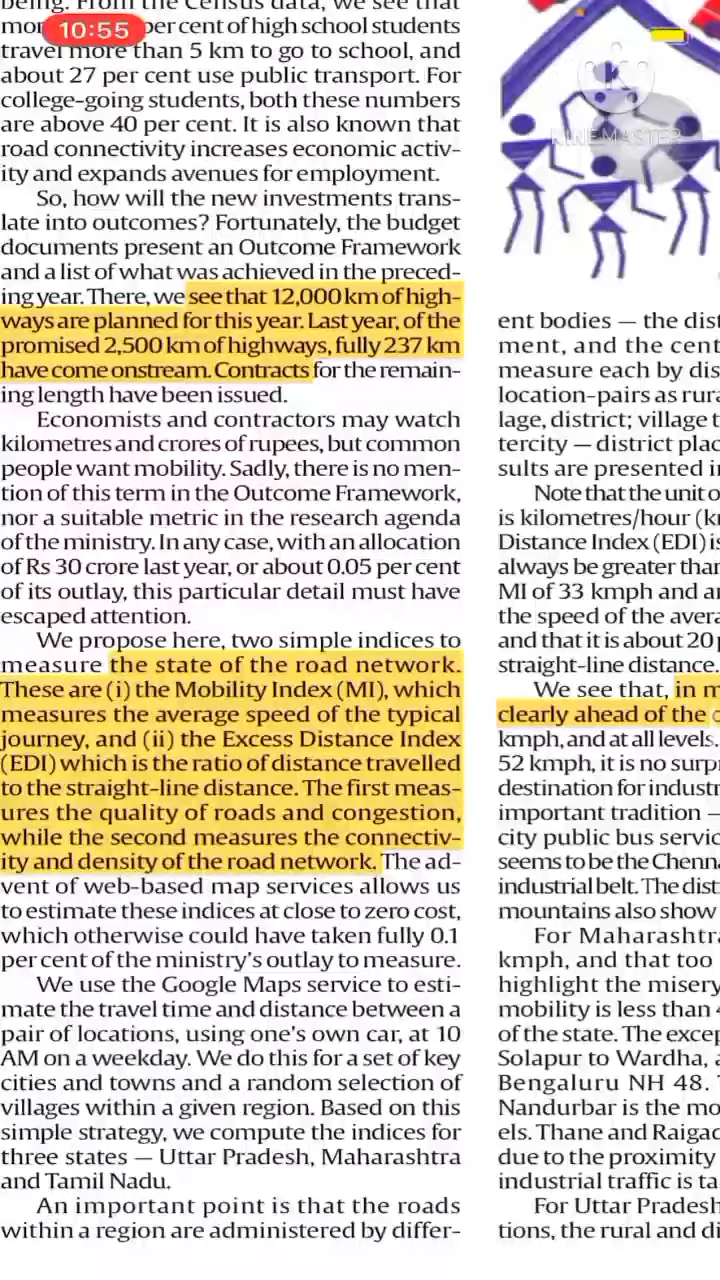 being. From the Census data, we see that
10:55
per cent of high school students
travel more than 5 km to go to school, and
about 27 per cent use public transport. For
college-going students, both these numbers
are above 40 per cent. It is also known that
road connectivity increases economic activ-
ity and expands avenues for employment.
So, how will the new investments trans-
late into outcomes? Fortunately, the budget
documents present an Outcome Framework
and a list of what was achieved in the preced-
ing year. There, we see that 12,000 km of high-
ways are planned for this year. Last year, of the
promised 2,500 km of highways, fully 237 km
have come onstream. Contracts for the remain-
ing length have been issued.
Economists and contractors may watch
kilometres and crores of rupees, but common
people want mobility. Sadly, there is no men-
tion of this term in the Outcome Framework,
nor a suitable metric in the research agenda
of the ministry. In any case, with an allocation
of Rs 30 crore last year, or about 0.05 per cent
of its outlay, this particular detail must have
escaped attention.
We propose here, two simple indices to
measure the state of the road network.
These are (i) the Mobility Index (MI), which
measures the average speed of the typical
journey, and (ii) the Excess Distance Index
(EDI) which is the ratio of distance travelled
to the straight-line distance. The first meas-
ures the quality of roads and congestion,
while the second measures the connectiv-
ity and density of the road network. The ad-
vent of web-based map services allows us
to estimate these indices at close to zero cost,
which otherwise could have taken fully 0.1
per cent of the ministry's outlay to measure.
We use the Google Maps service to esti-
mate the travel time and distance between a
pair of locations, using one's own car, at 10
AM on a weekday. We do this for a set of key
cities and towns and a random selection of
villages within a given region. Based on this
simple strategy, we compute the indices for
three states — Uttar Pradesh, Maharashtra
and Tamil Nadu.
An important point is that the roads
within a region are administered by differ-
K
KINEMASTER
ent bodies — the dist
ment, and the cent
measure each by dis
location-pairs as rura
lage, district; village t
tercity — district plac
sults are presented in
Note that the unit o
is kilometres/hour (k
Distance Index (EDI) is
always be greater than
MI of 33 kmph and a
the speed of the avera
and that it is about 20
straight-line distance.
We see that, in m
clearly ahead of the
kmph, and at all levels.
52 kmph, it is no surp
destination for industr
important tradition —
city public bus servic
seems to be the Chenna
industrial belt. The dist
mountains also show
For Maharashtra
kmph, and that too
highlight the misery
mobility is less than 4
of the state. The excep
Solapur to Wardha, a
Bengaluru NH 48.
Nandurbar is the mo
els. Thane and Raigad
due to the proximity
industrial traffic is ta
For Uttar Pradesh
tions, the rural and di